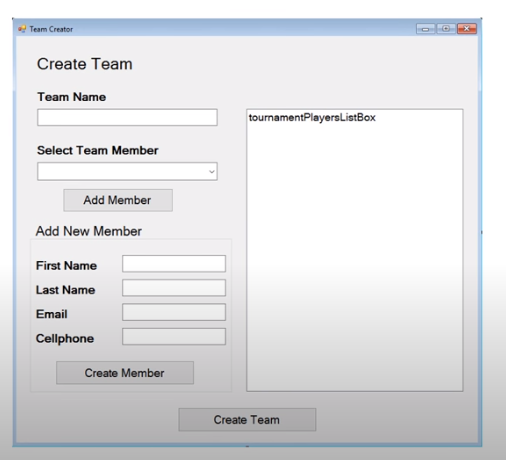 Team Creator
Create Team
Team Name
tournamentPlayersListBox
Select Team Member
Add Member
Add New Member
First Name
Last Name
Email
Cellphone
Create Member
Create Team